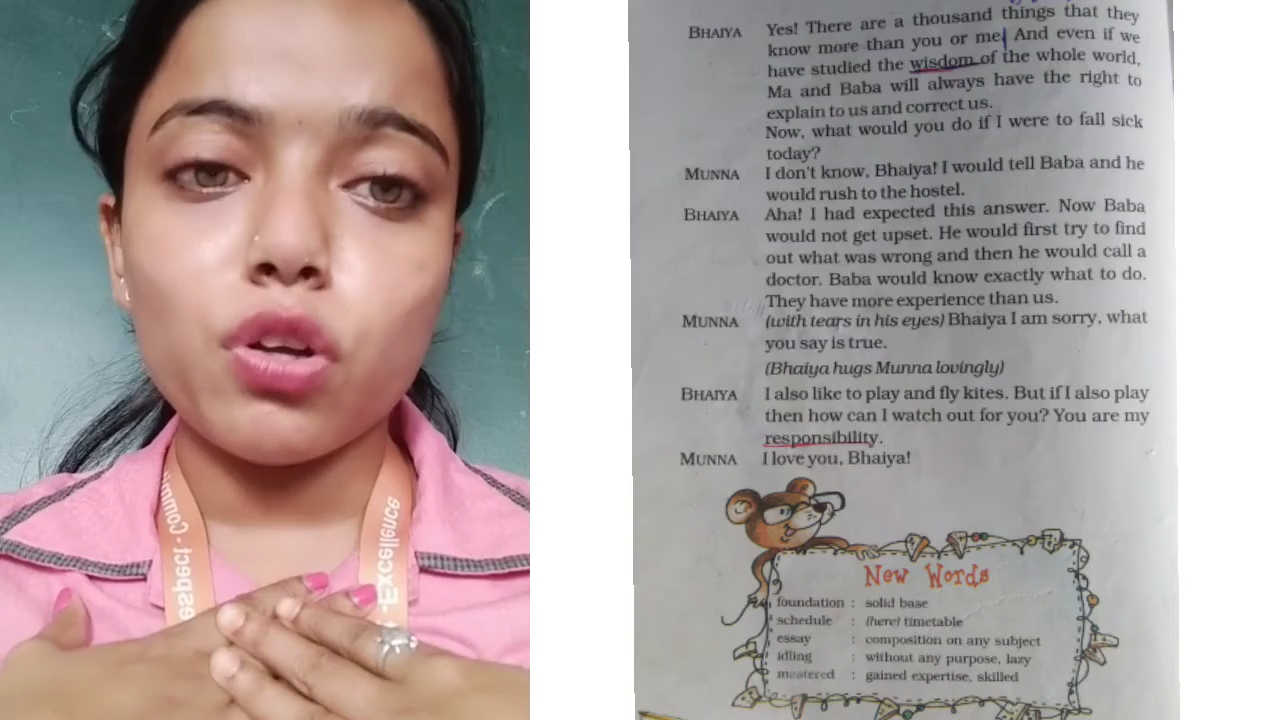 espect - Commi
-Excellence
BHAIYA Yes! There are a thousand things that they
know more than you or me And even if we
have studied the wisdom of the whole world,
Ma and Baba will always have the right to
explain to us and correct us.
Now, what would you do if I were to fall sick
today?
MUNNA I don't know, Bhaiya! I would tell Baba and he
would rush to the hostel.
BHAIYA Aha! I had expected this answer. Now Baba
would not get upset. He would first try to find
out what was wrong and then he would call a
doctor. Baba would know exactly what to do.
They have more experience than us.
MUNNA (with tears in his eyes) Bhaiya I am sorry, what
you say is true.
(Bhaiya hugs Munna lovingly)
BHAIYA I also like to play and fly kites. But if I also play
then how can I watch out for you? You are my
responsibility.
MUNNA I love you, Bhaiya!
New Words
foundation : solid base
schedule : (here) timetable
essay : composition on any subject
idling : without any purpose, lazy
mastered : gained expertise, skilled